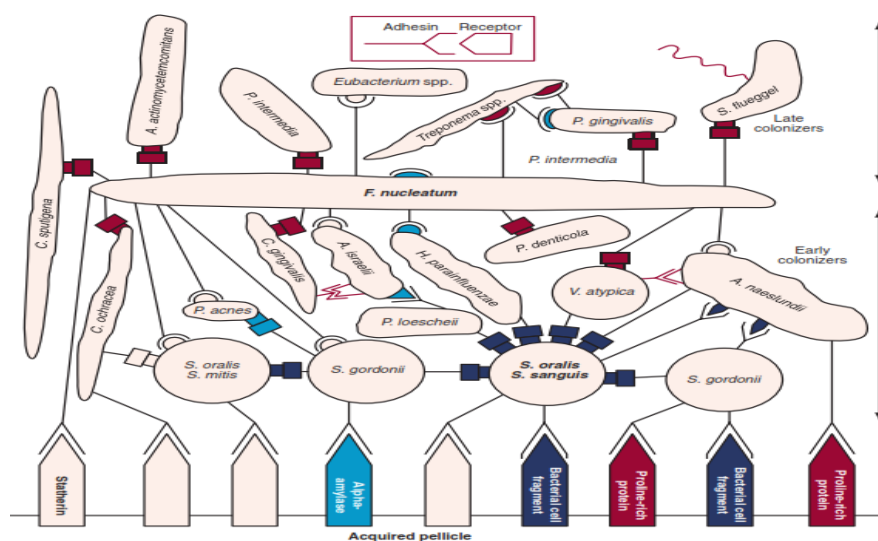 Adhesin Receptor
A. actinomycetemcomitans
P. intermedia
Eubacterium spp.
Treponema spp.
P. gingivalis
S. flueggel
Late
colonizers
P. intermedia
F. nucleatum
C. sputigena
C. ochracea
C. gingivalis
A. israelii
H. parainfluenzae
P. denticola
Early
colonizers
V. atypica
A. naeslundii
P. acnes
P. loescheii
S. oralis
S. mitis
S. gordonii
S. oralis
S. sanguis
S. gordonii
Statherin
Alpha-
amylase
Bacterial cell
fragment
Proline-rich
protein
Bacterial cell
fragment
Proline-rich
protein
Acquired pellicle